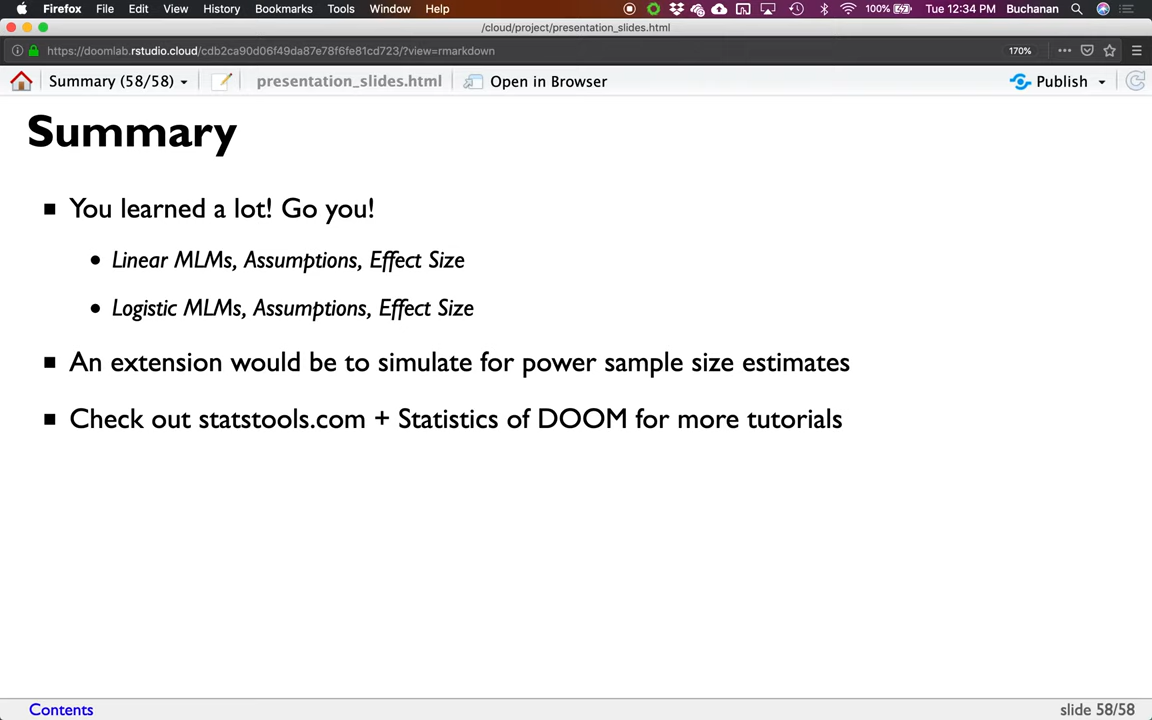 Firefox File Edit View History Bookmarks Tools Window Help 100% Tue 12:34 PM Buchanan
/cloud/project/presentation_slides.html
https://doomlab.rstudio.cloud/cdb2ca90d06f49da87e78f6fe81cd723/?view=rmarkdown 170%
Summary (58/58) presentation_slides.html Open in Browser Publish
Summary
You learned a lot! Go you!
Linear MLMs, Assumptions, Effect Size
Logistic MLMs, Assumptions, Effect Size
An extension would be to simulate for power sample size estimates
Check out statstools.com + Statistics of DOOM for more tutorials
Contents slide 58/58